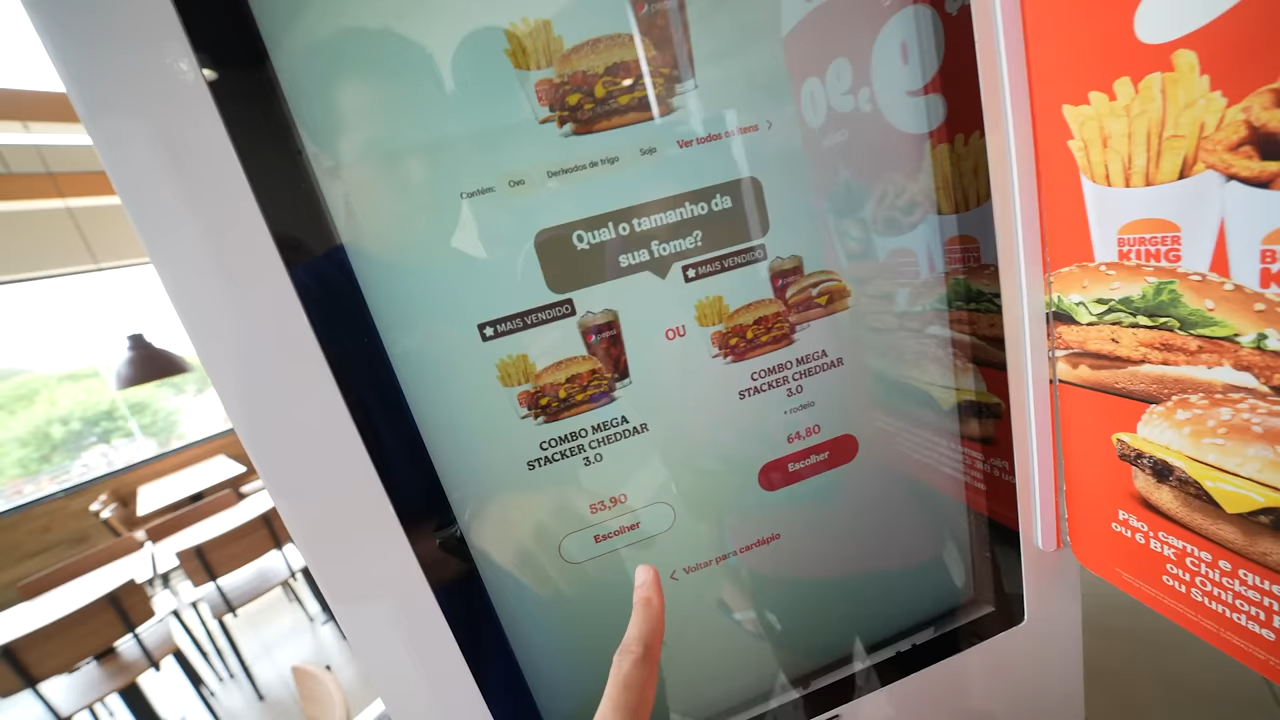 pepsi
Contém: Ovo Derivados de trigo Soja Ver todos os itens >
Qual o tamanho da
sua fome?
MAIS VENDIDO
pepsi
COMBO MEGA
STACKER CHEDDAR
3.0
53,90
Escolher
OU
MAIS VENDIDO
COMBO MEGA
STACKER CHEDDAR
3.0
+ rodeio
64,80
Escolher
< Voltar para cardápio
BURGER
KING
Pão, carne e que
ou 6 BK Chicken
ou Onion
ou Sundae